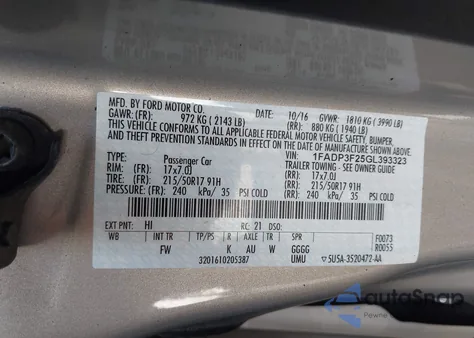 MFD. BY FORD MOTOR CO.
10/16 GVWR: 1810 KG ( 3990 LB)
GAWR: (FR): 972 KG ( 2143 LB) (RR): 880 KG ( 1940 LB)
THIS VEHICLE CONFORMS TO ALL APPLICABLE FEDERAL MOTOR VEHICLE SAFETY, BUMPER
AND THEFT PREVENTION STANDARDS IN EFFECT ON THE DATE OF MANUFACTURE SHOWN ABOVE.
VIN: 1FADP3F25GL393323
TYPE: Passenger Car TRAILER TOWING - SEE OWNER GUIDE
RIM: (FR): 17x7.0J (RR): 17x7.0J
TIRE: (FR): 215/50R17 91H (RR): 215/50R17 91H
PRESSURE: (FR): 240 kPa/ 35 PSI COLD (RR): 240 kPa/ 35 PSI COLD
EXT PNT: HI RC: 21 DSO: F0073
WB INT TR TP/PS R AXLE TR SPR R0055
FW K AU W GGGG
3201610205387 UMU 5USA-3520472-AA
autoSnap